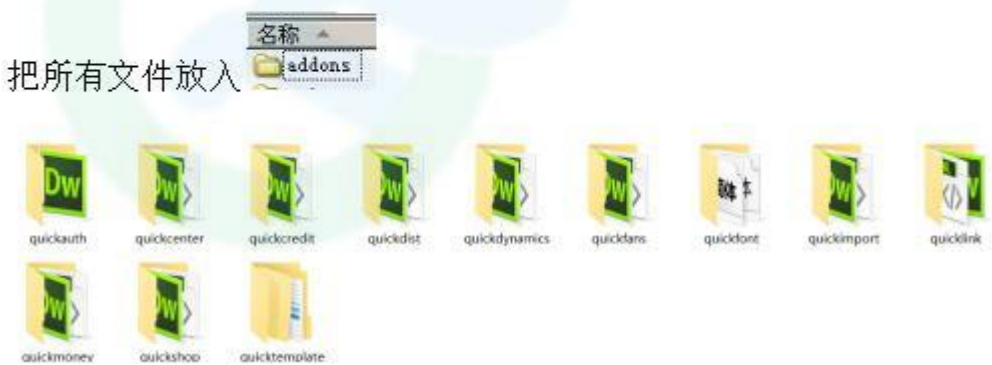 名称
把所有文件放入 addons
quickauth quickcenter quickcredit quickdist quickdynamics quickfans quickfont quickimport quicklink
quickmoney quickshop quicktemplate